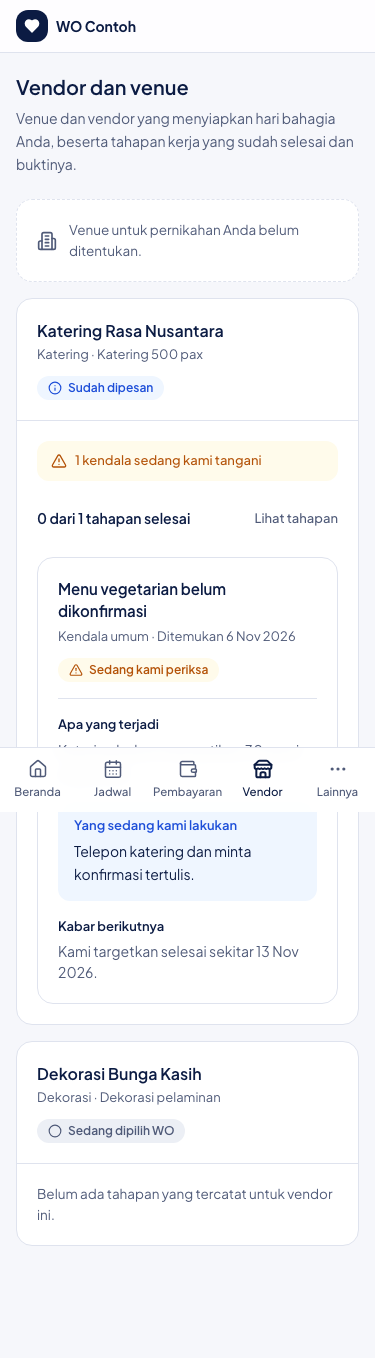 WO Contoh
Vendor dan venue
Venue dan vendor yang menyiapkan hari bahagia
Anda, beserta tahapan kerja yang sudah selesai dan
buktinya.
Venue untuk pernikahan Anda belum
ditentukan.
Katering Rasa Nusantara
Katering · Katering 500 pax
Sudah dipesan
1 kendala sedang kami tangani
0 dari 1 tahapan selesai
Lihat tahapan
Menu vegetarian belum
dikonfirmasi
Kendala umum · Ditemukan 6 Nov 2026
Sedang kami periksa
Apa yang terjadi
Beranda
Jadwal
Pembayaran
Vendor
Lainnya
Yang sedang kami lakukan
Telepon katering dan minta
konfirmasi tertulis.
Kabar berikutnya
Kami targetkan selesai sekitar 13 Nov
2026.
Dekorasi Bunga Kasih
Dekorasi · Dekorasi pelaminan
Sedang dipilih WO
Belum ada tahapan yang tercatat untuk vendor
ini.